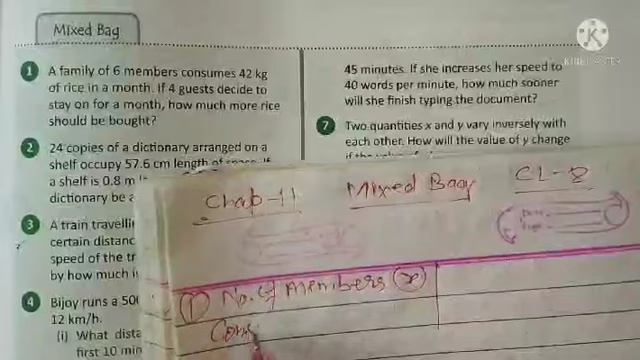 Mixed Bag
1 A family of 6 members consumes 42 kg
of rice in a month. If 4 guests decide to
stay on for a month, how much more rice
should be bought?
2 24 copies of a dictionary arranged on a
shelf occupy 57.6 cm length of
a shelf is 0.8 m
dictionary be a
3 A train travelli
certain distanc
speed of the tr
by how much i
4 Bijoy runs a 50
12 km/h.
(i) What dista
first 10 min
45 minutes. If she increases her speed to
40 words per minute, how much sooner
will she finish typing the document?
7 Two quantities x and y vary inversely with
each other. How will the value of y change
Chap-11 Mixed Bag CL-8
Date
Page
1 No. of Members (x)
Cons